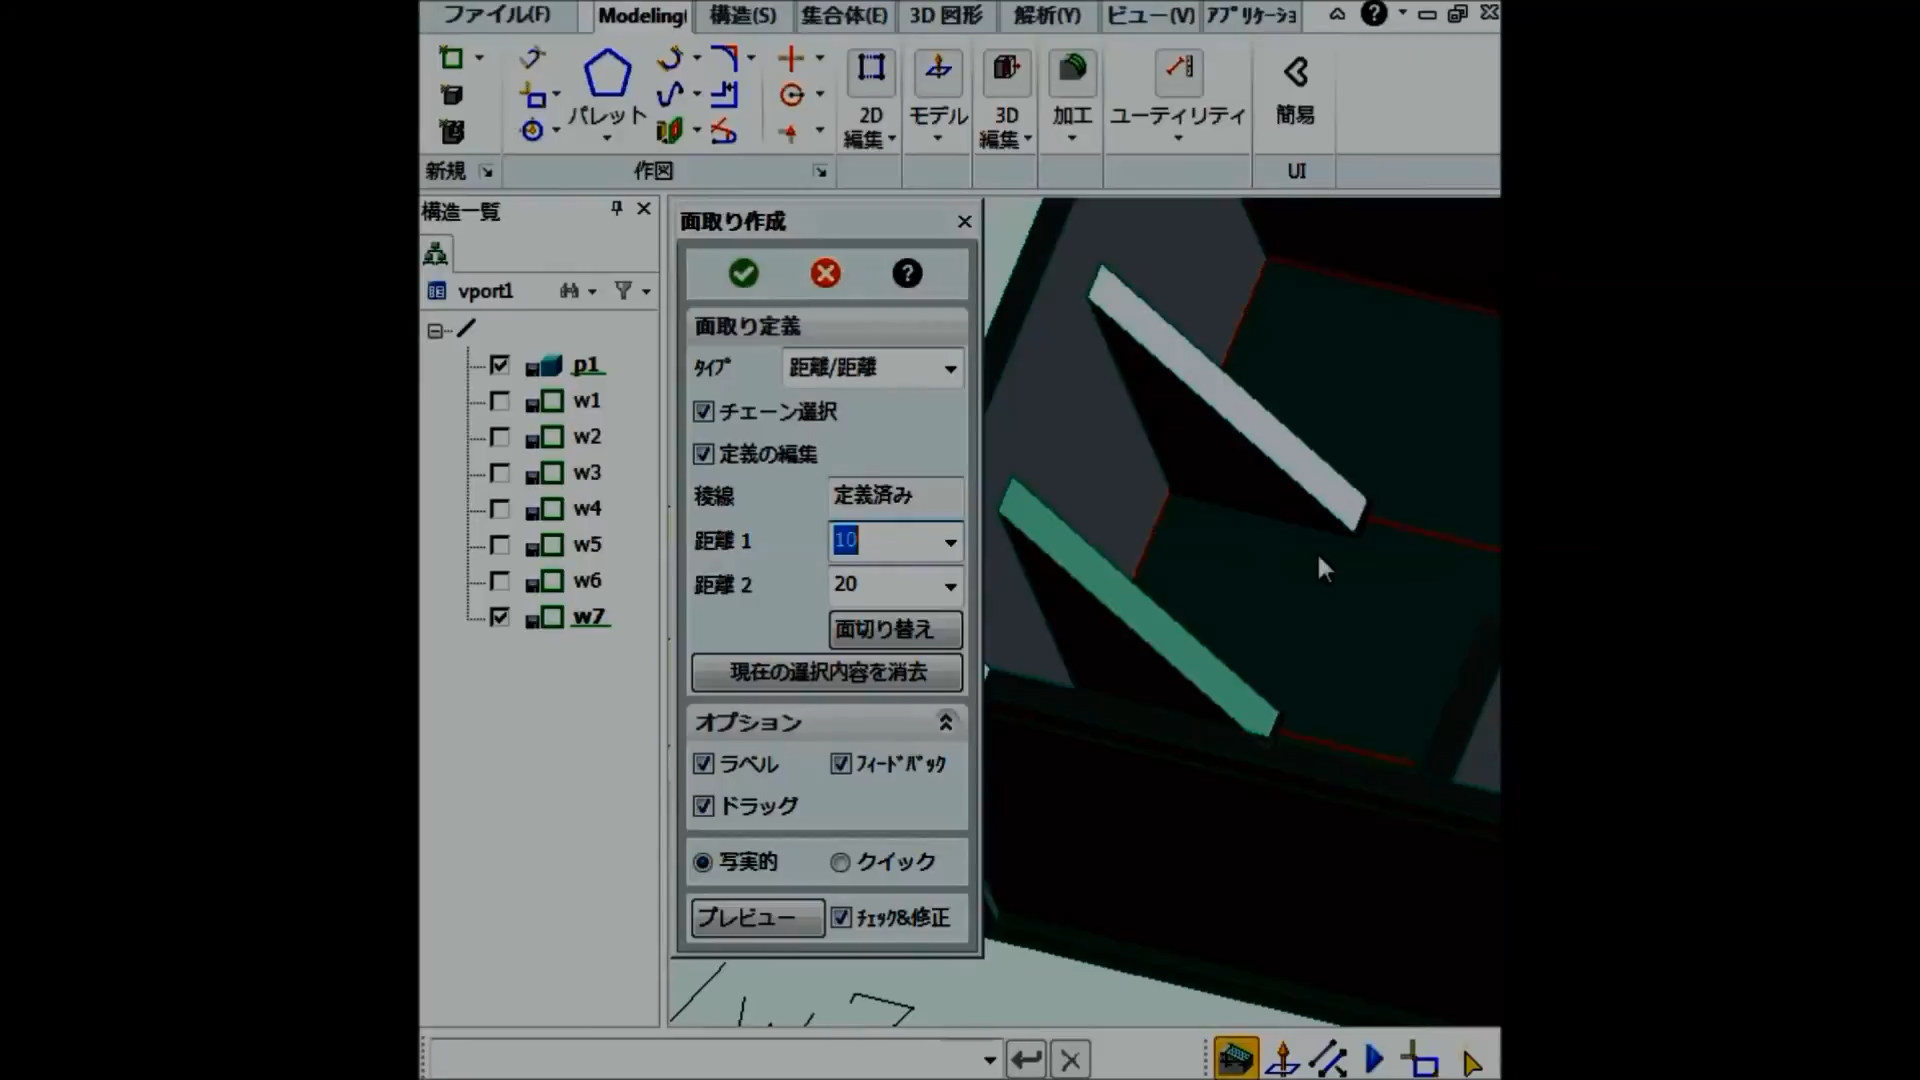 ファイル(F) Modeling( 構造(S) 集合体(E) 3D 図形 解析(Y) ビュー(V) ｱﾌﾟﾘｹｰｼｮ
パレット
2D
編集
モデル
3D
編集
加工
ユーティリティ
簡易
新規
作図
UI
構造一覧
vport1
p1
w1
w2
w3
w4
w5
w6
w7
面取り作成
面取り定義
ﾀｲﾌﾟ 距離/距離
チェーン選択
定義の編集
稜線 定義済み
距離 1 10
距離 2 20
面切り替え
現在の選択内容を消去
オプション
ラベル ﾌｨｰﾄﾞﾊﾞｯｸ
ドラッグ
写実的 クイック
プレビュー ﾁｪｯｸ&修正